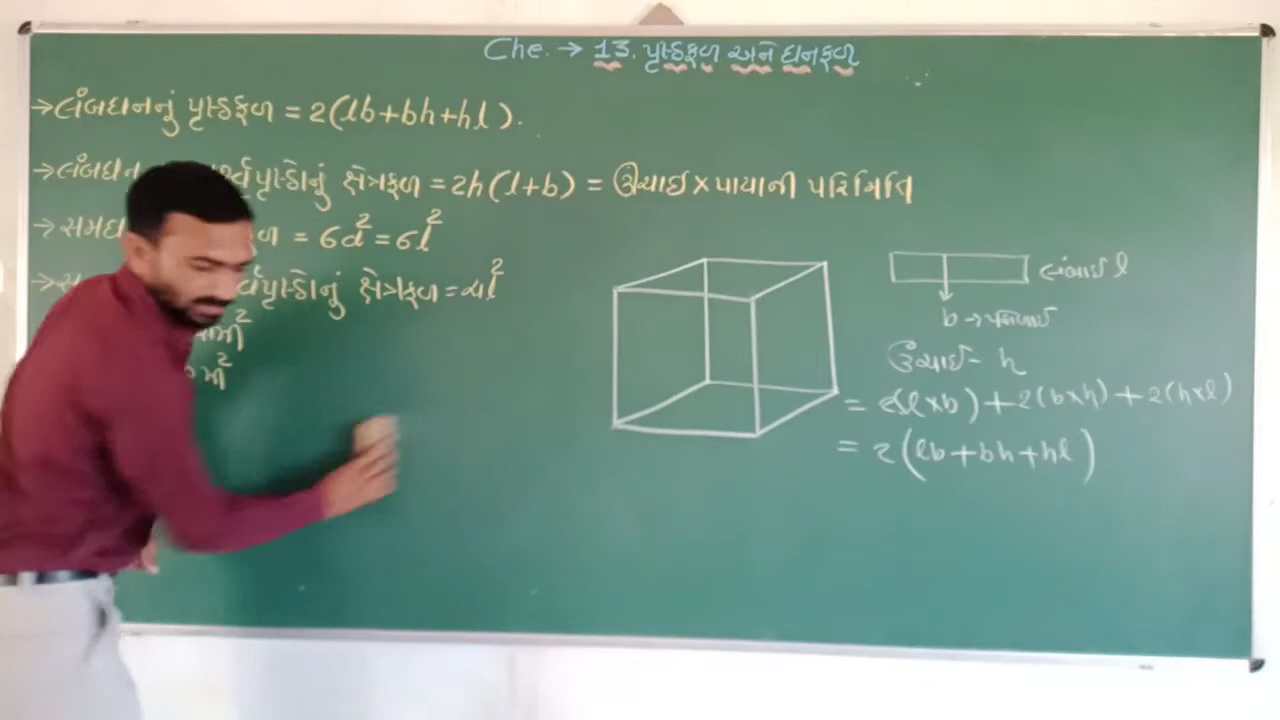 Che. → 13. પૃષ્ઠફળ અને ઘનફળ
→લંબઘનનું પૃષ્ઠફળ = 2(lb+bh+hl).
→લંબઘન પૃષ્ઠોનું ક્ષેત્રફળ = 2h(l+b) = ઊંચાઇ × પાયાની પરિમિતિ
→સમઘ ળ = 6a² = 6l²
→ પૃષ્ઠોનું ક્ષેત્રફળ = 4l²
મી²
લંબાઇ l
b → પહોળાઈ
ઉંચાઇ - h
= 2(l×b) + 2(b×h) + 2(h×l)
= 2(lb+bh+hl)